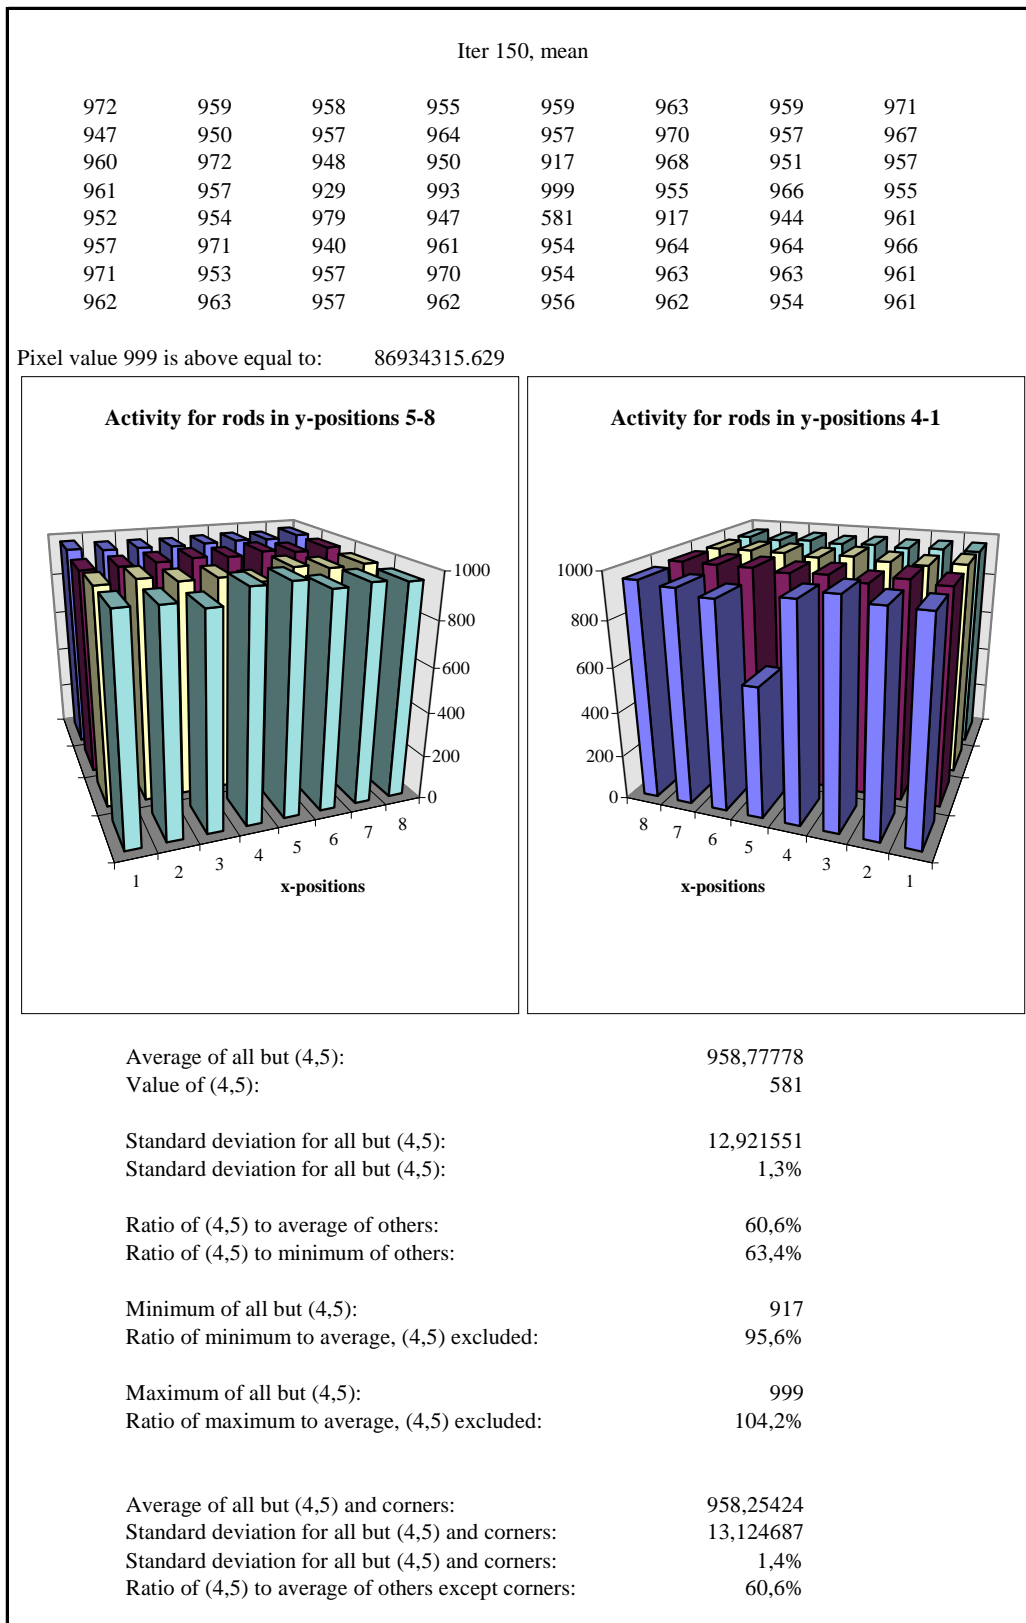 Iter 150, mean
972 959 958 955 959 963 959 971
947 950 957 964 957 970 957 967
960 972 948 950 917 968 951 957
961 957 929 993 999 955 966 955
952 954 979 947 581 917 944 961
957 971 940 961 954 964 964 966
971 953 957 970 954 963 963 961
962 963 957 962 956 962 954 961
Pixel value 999 is above equal to: 86934315.629
Activity for rods in y-positions 5-8
1000
800
600
400
200
0
1 2 3 4 5 6 7 8
x-positions
Activity for rods in y-positions 4-1
1000
800
600
400
200
0
8 7 6 5 4 3 2 1
x-positions
Average of all but (4,5): 958,77778
Value of (4,5): 581
Standard deviation for all but (4,5): 12,921551
Standard deviation for all but (4,5): 1,3%
Ratio of (4,5) to average of others: 60,6%
Ratio of (4,5) to minimum of others: 63,4%
Minimum of all but (4,5): 917
Ratio of minimum to average, (4,5) excluded: 95,6%
Maximum of all but (4,5): 999
Ratio of maximum to average, (4,5) excluded: 104,2%
Average of all but (4,5) and corners: 958,25424
Standard deviation for all but (4,5) and corners: 13,124687
Standard deviation for all but (4,5) and corners: 1,4%
Ratio of (4,5) to average of others except corners: 60,6%